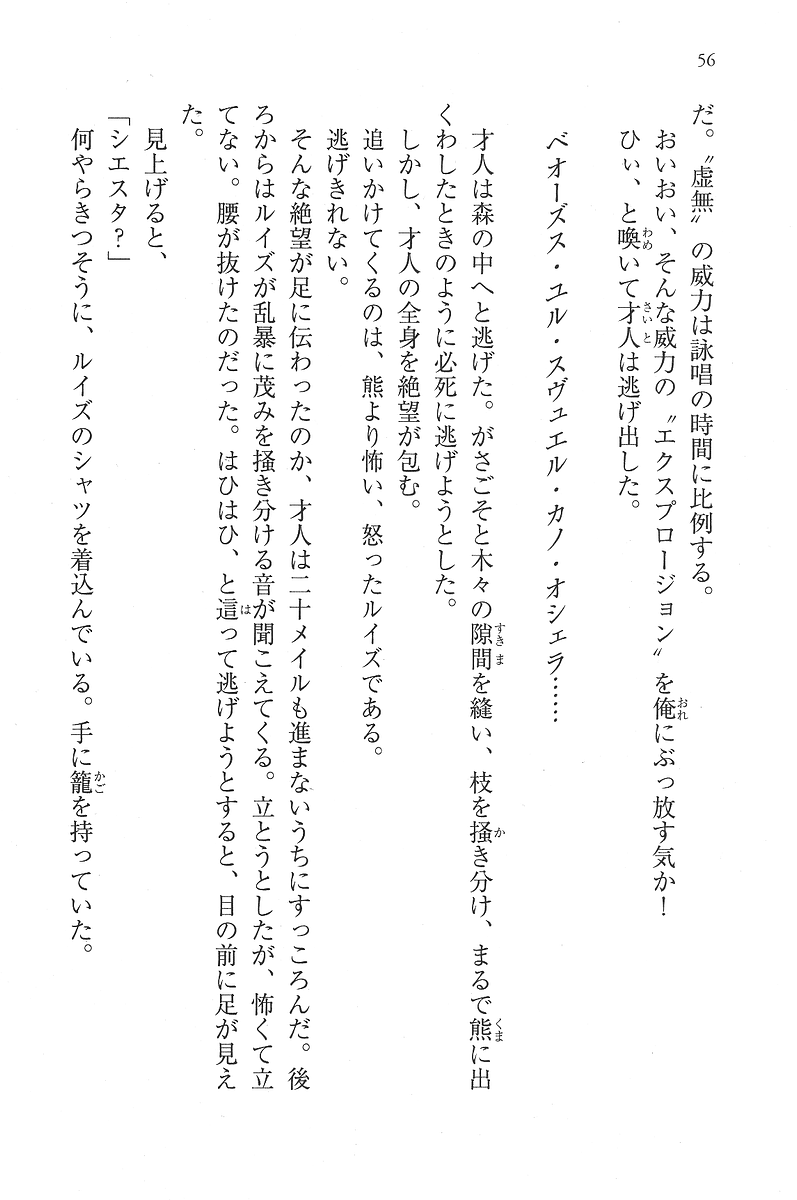 56
だ。〝虚無〟の威力は詠唱の時間に比例する。
おいおい、そんな威力の〝エクスプロージョン〟を俺にぶっ放す気か！
ひぃ、と喚いて才人は逃げ出した。
ベオーズス・ユル・スヴュエル・カノ・オシェラ……
才人は森の中へと逃げた。がさごそと木々の隙間を縫い、枝を掻き分け、まるで熊に出
くわしたときのように必死に逃げようとした。
しかし、才人の全身を絶望が包む。
追いかけてくるのは、熊より怖い、怒ったルイズである。
逃げきれない。
そんな絶望が足に伝わったのか、才人は二十メイルも進まないうちにすっころんだ。後
ろからはルイズが乱暴に茂みを掻き分ける音が聞こえてくる。立とうとしたが、怖くて立
てない。腰が抜けたのだった。はひはひ、と這って逃げようとすると、目の前に足が見え
た。
見上げると、
「シエスタ？」
何やらきつそうに、ルイズのシャツを着込んでいる。手に籠を持っていた。